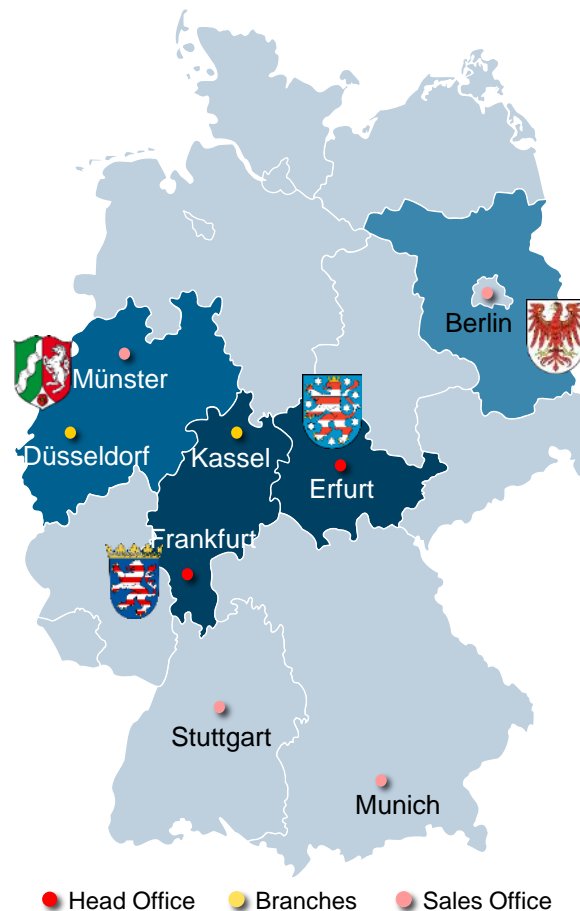 Berlin
Münster
Düsseldorf
Kassel
Erfurt
Frankfurt
Stuttgart
Munich
Head Office
Branches
Sales Office